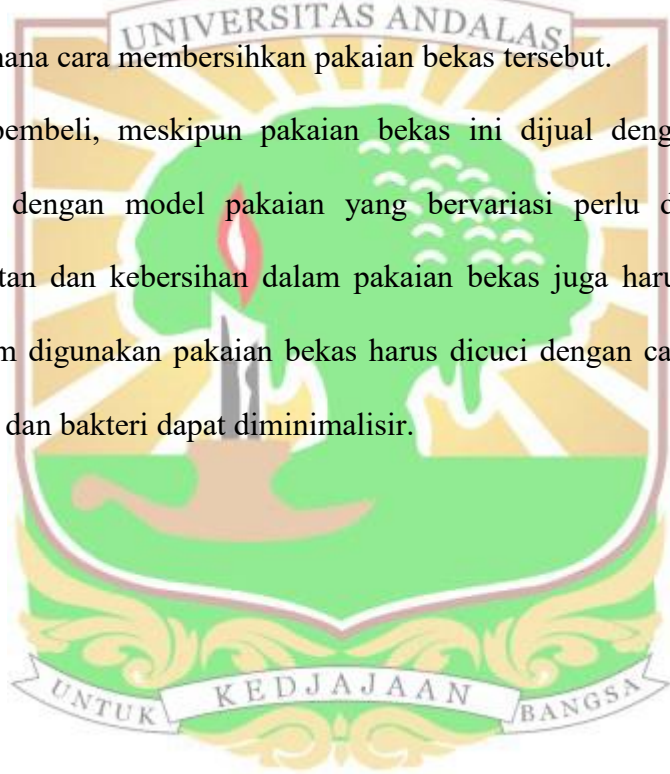 UNIVERSITAS ANDALAS
mana cara membersihkan pakaian bekas tersebut.
pembeli, meskipun pakaian bekas ini dijual deng
dengan model pakaian yang bervariasi perlu d
tan dan kebersihan dalam pakaian bekas juga haru
m digunakan pakaian bekas harus dicuci dengan ca
dan bakteri dapat diminimalisir.
UNTUK KEDJAJAAN BANGSA